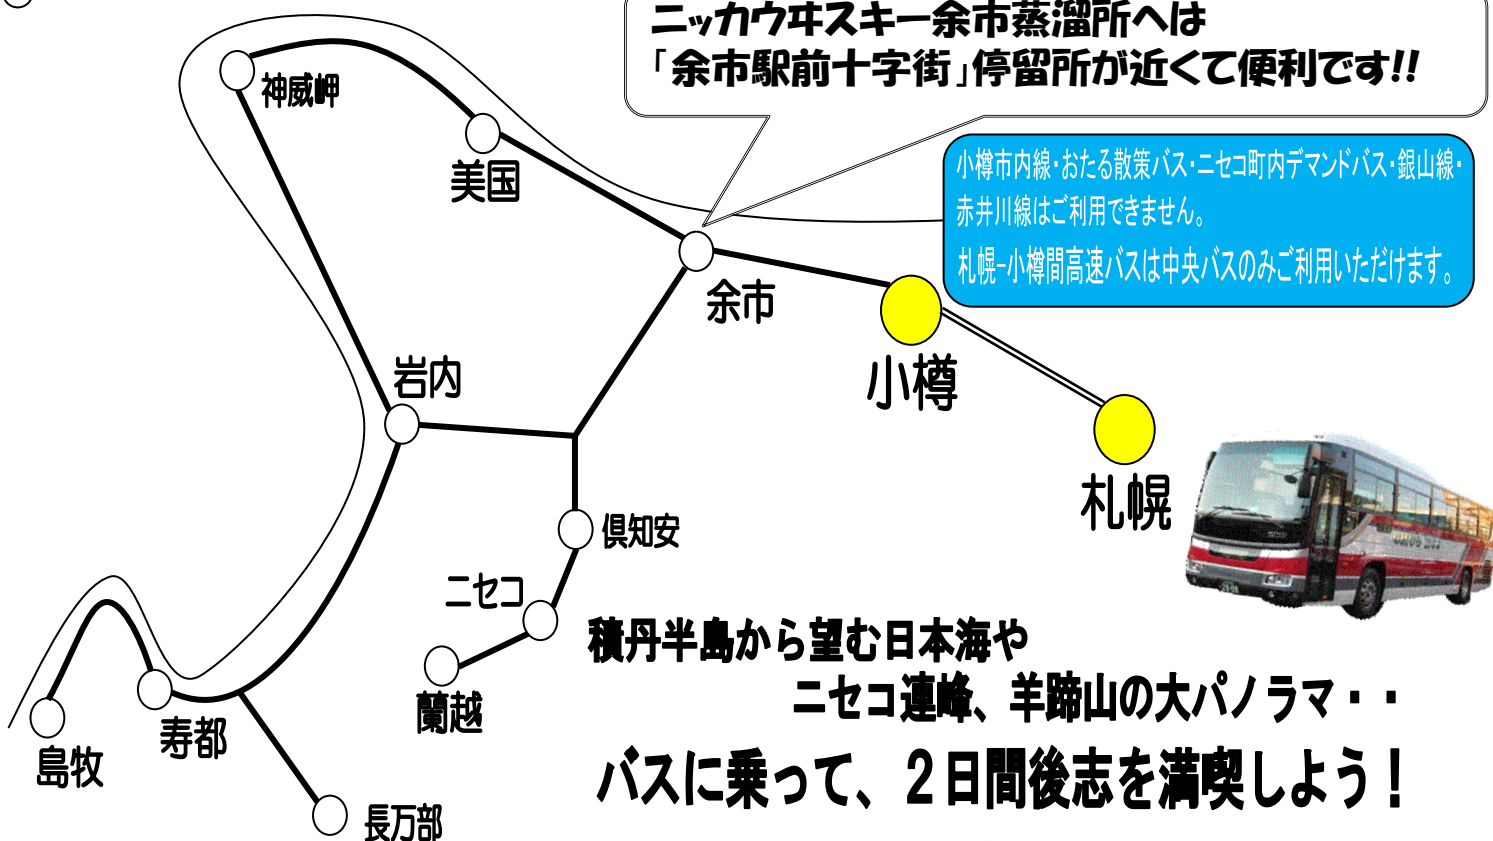 ニッカウヰスキー余市蒸溜所へは
「余市駅前十字街」停留所が近くて便利です!!
神威岬
美国
小樽市内線・おたる散策バス・ニセコ町内デマンドバス・銀山線・
赤井川線はご利用できません。
札幌-小樽間高速バスは中央バスのみご利用いただけます。
余市
小樽
岩内
札幌
倶知安
ニセコ
蘭越
積丹半島から望む日本海や
ニセコ連峰、羊蹄山の大パノラマ・・
寿都
島牧
バスに乗って、２日間後志を満喫しよう！
長万部